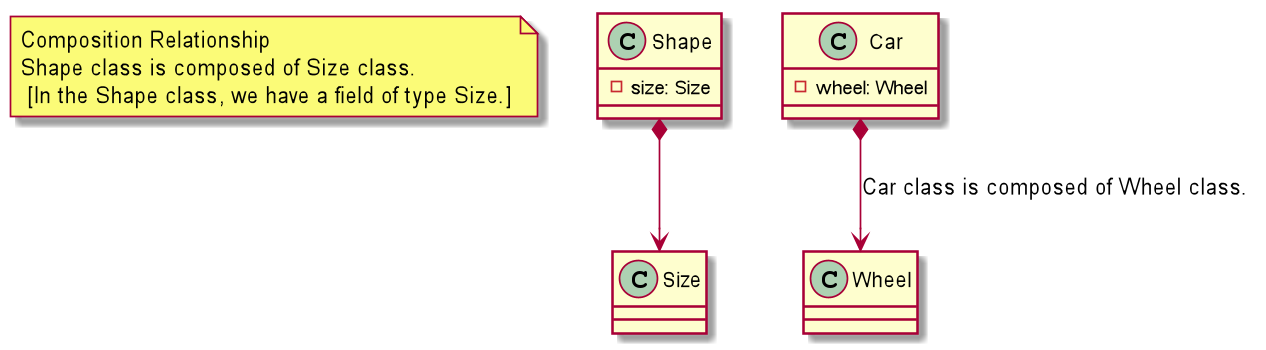 Composition Relationship
Shape class is composed of Size class.
[In the Shape class, we have a field of type Size.]
C Shape
size: Size
C Car
wheel: Wheel
Car class is composed of Wheel class.
C Size
C Wheel